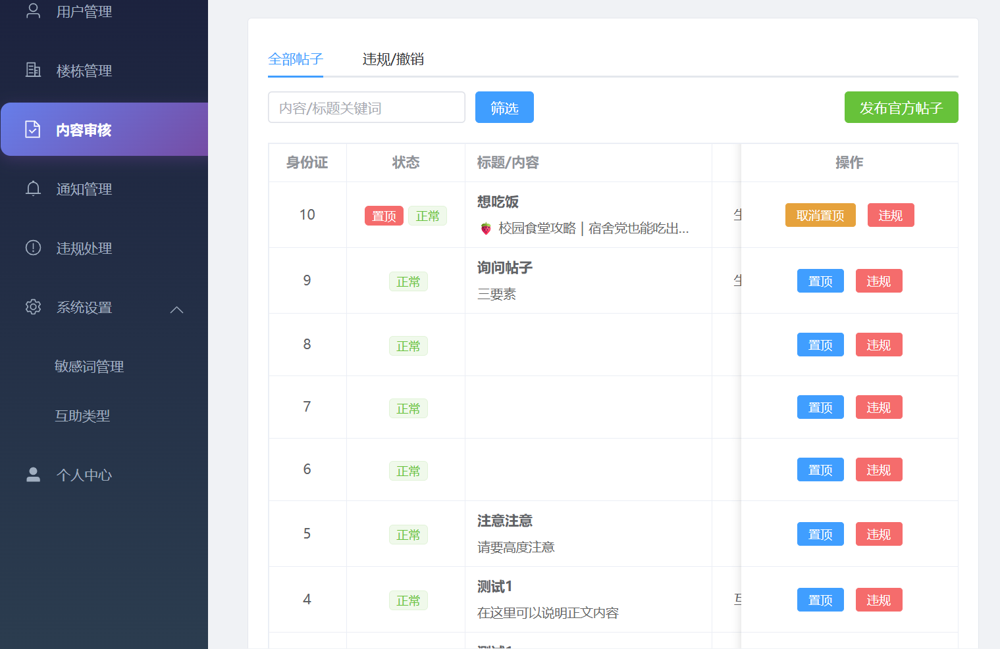 用户管理
楼栋管理
内容审核
通知管理
违规处理
系统设置
敏感词管理
互助类型
个人中心
全部帖子
违规/撤销
内容/标题关键词
筛选
发布官方帖子
身份证 状态 标题/内容 操作
10 置顶 正常 想吃饭
🍓 校园食堂攻略 | 宿舍党也能吃出...
取消置顶 违规
9 正常 询问帖子
三要素
置顶 违规
8 正常 置顶 违规
7 正常 置顶 违规
6 正常 置顶 违规
5 正常 注意注意
请要高度注意
置顶 违规
4 正常 测试1
在这里可以说明正文内容
置顶 违规